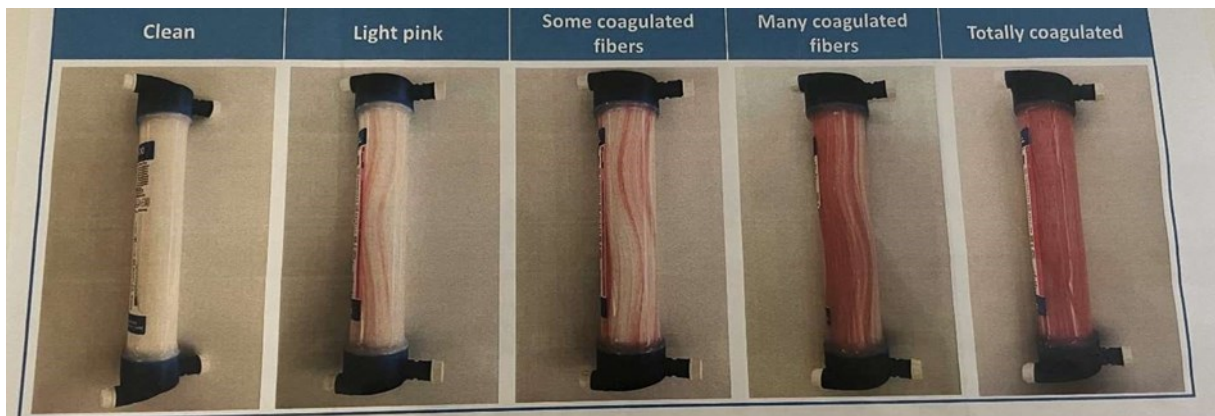 Clean
Light pink
Some coagulated
fibers
Many coagulated
fibers
Totally coagulated